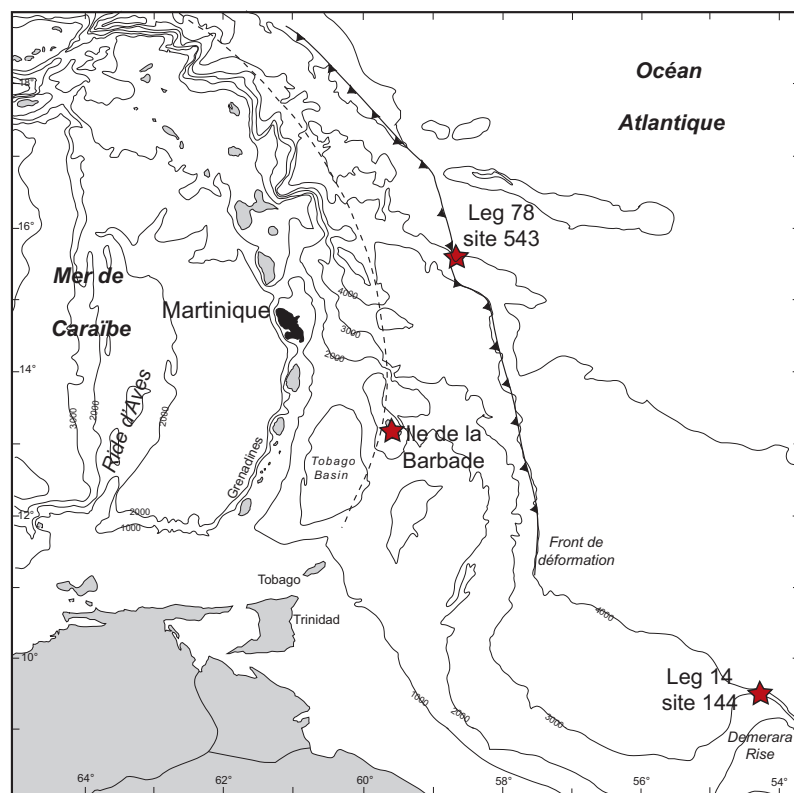 Océan
Atlantique
18°
16°
Leg 78
site 543
Mer de
Caraïbe
Martinique
4000
3000
2000
14°
3000
2000
2000
Ride d'Aves
Grenadines
Ile de la
Barbade
Tobago
Basin
12°
2000
1000
Front de
déformation
Tobago
Trinidad
4000
10°
Leg 14
site 144
1000
2000
3000
Demerara
Rise
64°
62°
60°
58°
56°
54°